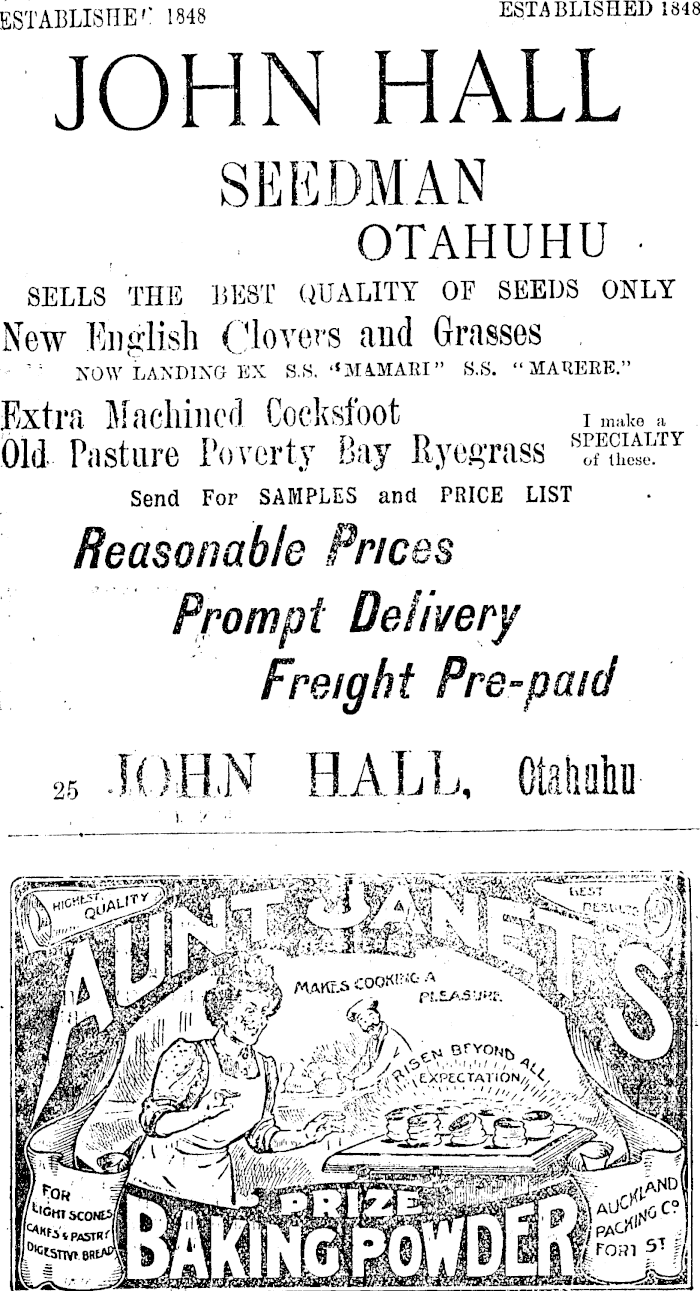 ESTABLISHED 1848 ESTABLISHED 1848
JOHN HALL
SEEDMAN
OTAHUHU
SELLS THE BEST QUALITY OF SEEDS ONLY
New English Clovers and Grasses
NOW LANDING EX S.S. "MAMARI" S.S. "MARERE."
Extra Machined Cocksfoot
Old Pasture Poverty Bay Ryegrass
I make a
SPECIALTY
of these.
Send For SAMPLES and PRICE LIST
Reasonable Prices
Prompt Delivery
Freight Pre-paid
25 JOHN HALL, Otahuhu
HIGHEST
QUALITY
BEST
RESULTS
AUNT JANET'S
MAKES COOKING A
PLEASURE
RISEN BEYOND ALL
EXPECTATION
FOR
LIGHT SCONES
CAKES & PASTRY
DIGESTIVE BREAD
PRIZE
BAKING POWDER
AUCKLAND
PACKING Co
FORT ST